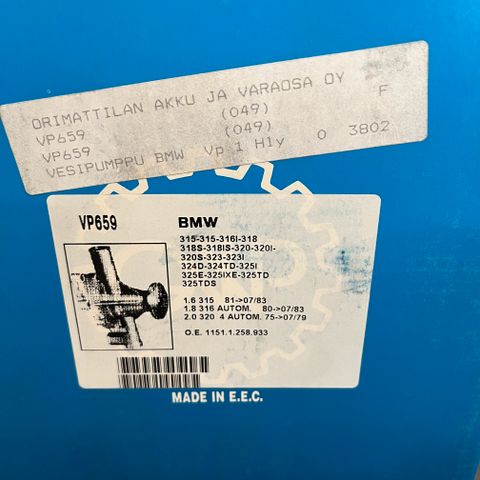 ORIMATTILAN AKKU JA VARAOSA OY
VP659 (049) F
VP659 (049)
VESIPUMPPU BMW Vp 1 Hly 0 3802
VP659
BMW
315-315-316I-318
318S-318IS-320-320I-
320S-323-323I
324D-324TD-325I
325E-325IXE-325TD
325TDS
1.6 315 81->07/83
1.8 316 AUTOM. 80->07/83
2.0 320 4 AUTOM. 75->07/79
O.E. 1151.1.258.933
MADE IN E.E.C.